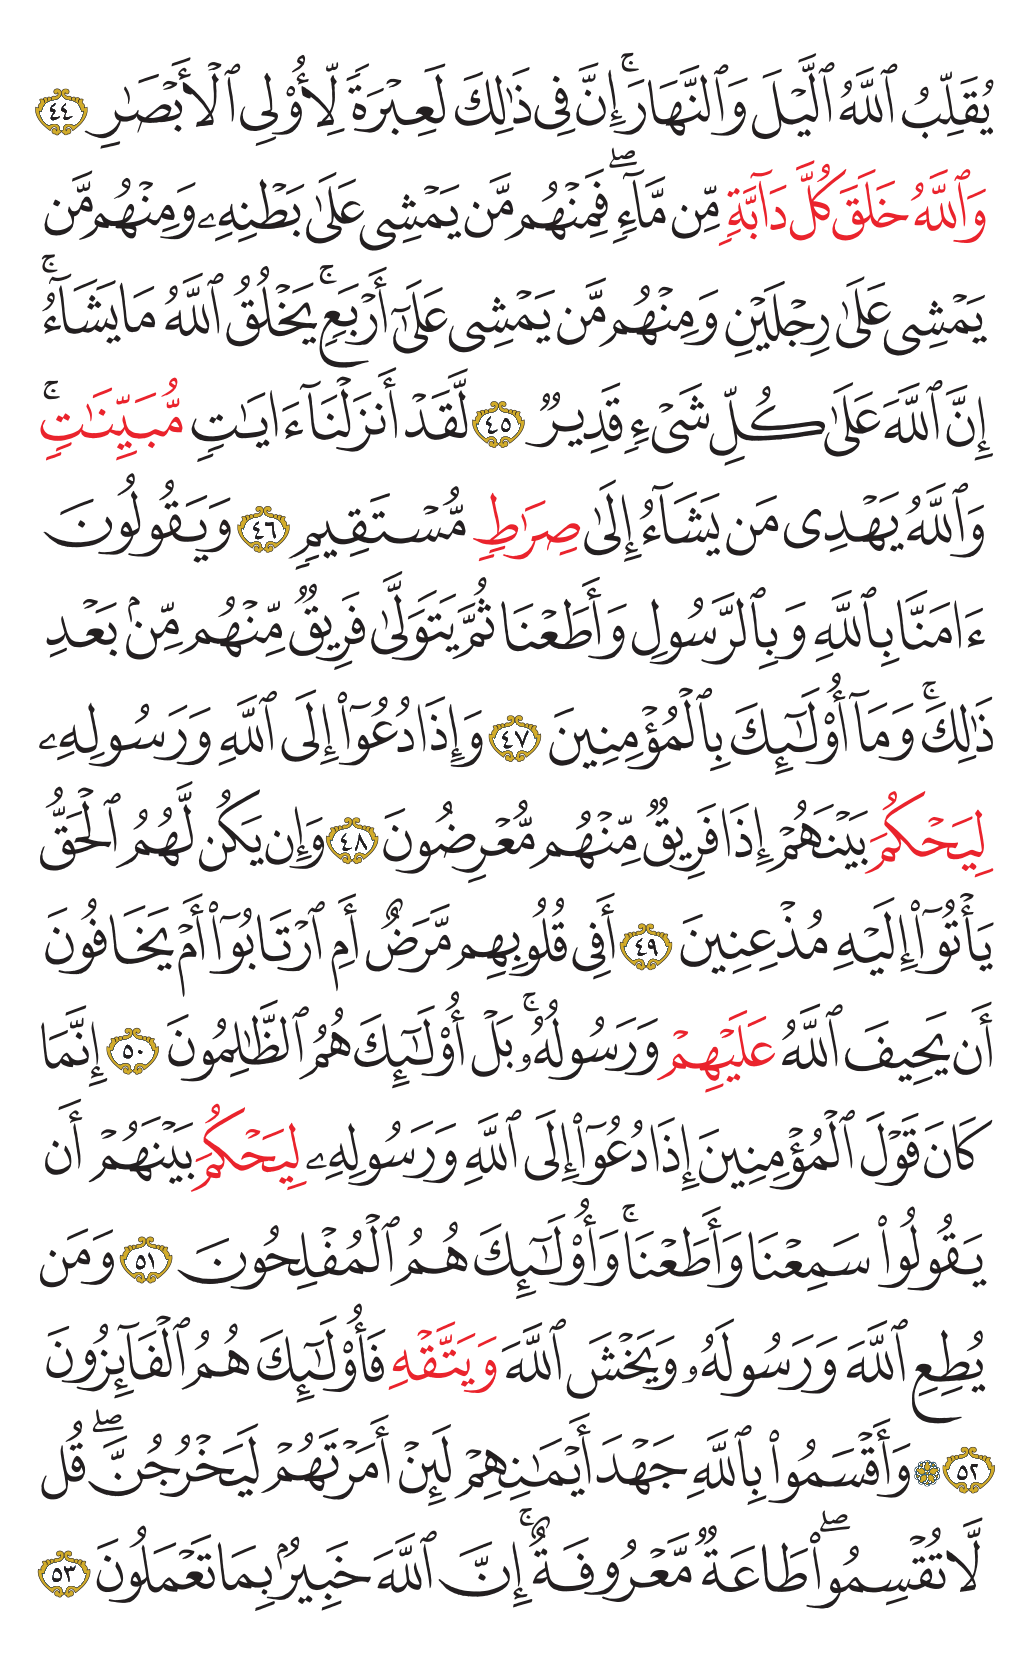 يُقَلِّبُ ٱللَّهُ ٱلَّيْلَ وَٱلنَّهَارَۚ إِنَّ فِى ذَٰلِكَ لَعِبْرَةً لِّأُو۟لِى ٱلْأَبْصَٰرِ ٤٤
وَٱللَّهُ خَلَقَ كُلَّ دَآبَّةٍ مِّن مَّآءٍۖ فَمِنْهُم مَّن يَمْشِى عَلَىٰ بَطْنِهِۦ وَمِنْهُم مَّن
يَمْشِى عَلَىٰ رِجْلَيْنِ وَمِنْهُم مَّن يَمْشِى عَلَىٰٓ أَرْبَعٍۚ يَخْلُقُ ٱللَّهُ مَا يَشَآءُۚ
إِنَّ ٱللَّهَ عَلَىٰ كُلِّ شَىْءٍ قَدِيرٌ ٤٥ لَّقَدْ أَنزَلْنَآ ءَايَٰتٍ مُّبَيِّنَٰتٍۚ
وَٱللَّهُ يَهْدِى مَن يَشَآءُ إِلَىٰ صِرَٰطٍ مُّسْتَقِيمٍ ٤٦ وَيَقُولُونَ
ءَامَنَّا بِٱللَّهِ وَبِٱلرَّسُولِ وَأَطَعْنَا ثُمَّ يَتَوَلَّىٰ فَرِيقٌ مِّنْهُم مِّنۢ بَعْدِ
ذَٰلِكَۚ وَمَآ أُو۟لَٰٓئِكَ بِٱلْمُؤْمِنِينَ ٤٧ وَإِذَا دُعُوٓا۟ إِلَى ٱللَّهِ وَرَسُولِهِۦ
لِيَحْكُمَ بَيْنَهُمْ إِذَا فَرِيقٌ مِّنْهُم مُّعْرِضُونَ ٤٨ وَإِن يَكُن لَّهُمُ ٱلْحَقُّ
يَأْتُوٓا۟ إِلَيْهِ مُذْعِنِينَ ٤٩ أَفِى قُلُوبِهِم مَّرَضٌ أَمِ ٱرْتَابُوٓا۟ أَمْ يَخَافُونَ
أَن يَحِيفَ ٱللَّهُ عَلَيْهِمْ وَرَسُولُهُۥۚ بَلْ أُو۟لَٰٓئِكَ هُمُ ٱلظَّٰلِمُونَ ٥٠ إِنَّمَا
كَانَ قَوْلَ ٱلْمُؤْمِنِينَ إِذَا دُعُوٓا۟ إِلَى ٱللَّهِ وَرَسُولِهِۦ لِيَحْكُمَ بَيْنَهُمْ أَن
يَقُولُوا۟ سَمِعْنَا وَأَطَعْنَاۚ وَأُو۟لَٰٓئِكَ هُمُ ٱلْمُفْلِحُونَ ٥١ وَمَن
يُطِعِ ٱللَّهَ وَرَسُولَهُۥ وَيَخْشَ ٱللَّهَ وَيَتَّقْهِ فَأُو۟لَٰٓئِكَ هُمُ ٱلْفَآئِزُونَ
٥٢ وَأَقْسَمُوا۟ بِٱللَّهِ جَهْدَ أَيْمَٰنِهِمْ لَئِنْ أَمَرْتَهُمْ لَيَخْرُجُنَّۖ قُل
لَّا تُقْسِمُوا۟ۖ طَاعَةٌ مَّعْرُوفَةٌۚ إِنَّ ٱللَّهَ خَبِيرٌۢ بِمَا تَعْمَلُونَ ٥٣